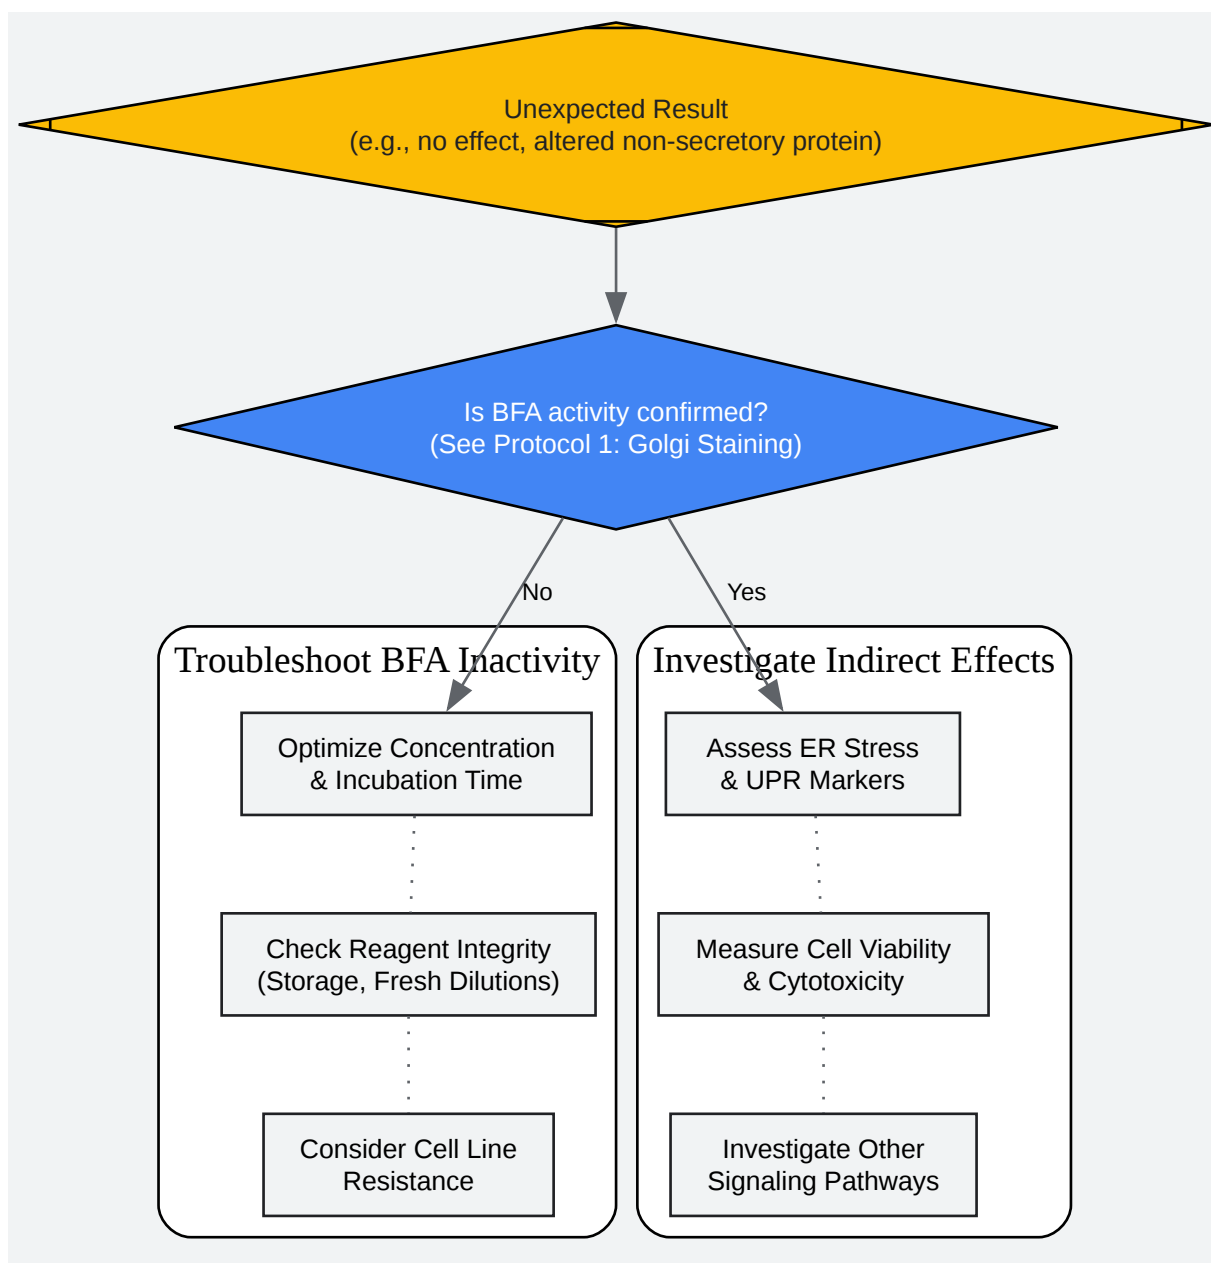 Unexpected Result
(e.g., no effect, altered non-secretory protein)
Is BFA activity confirmed?
(See Protocol 1: Golgi Staining)
No
Yes
Troubleshoot BFA Inactivity
Optimize Concentration
& Incubation Time
Check Reagent Integrity
(Storage, Fresh Dilutions)
Consider Cell Line
Resistance
Investigate Indirect Effects
Assess ER Stress
& UPR Markers
Measure Cell Viability
& Cytotoxicity
Investigate Other
Signaling Pathways